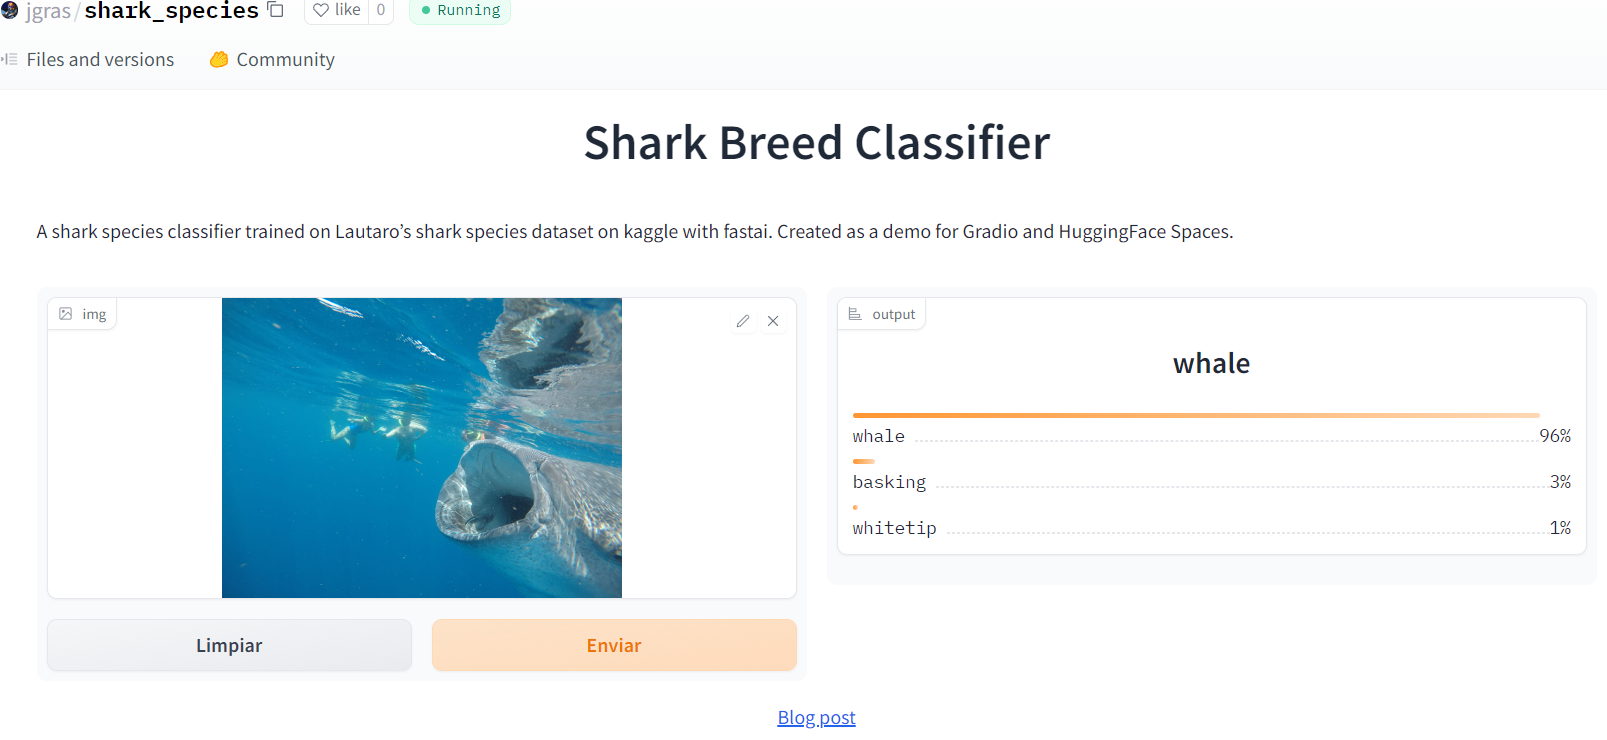 jgras/shark_species like 0 Running
Files and versions Community
Shark Breed Classifier
A shark species classifier trained on Lautaro’s shark species dataset on kaggle with fastai. Created as a demo for Gradio and HuggingFace Spaces.
img
output
whale
whale 96%
basking 3%
whitetip 1%
Limpiar Enviar
Blog post